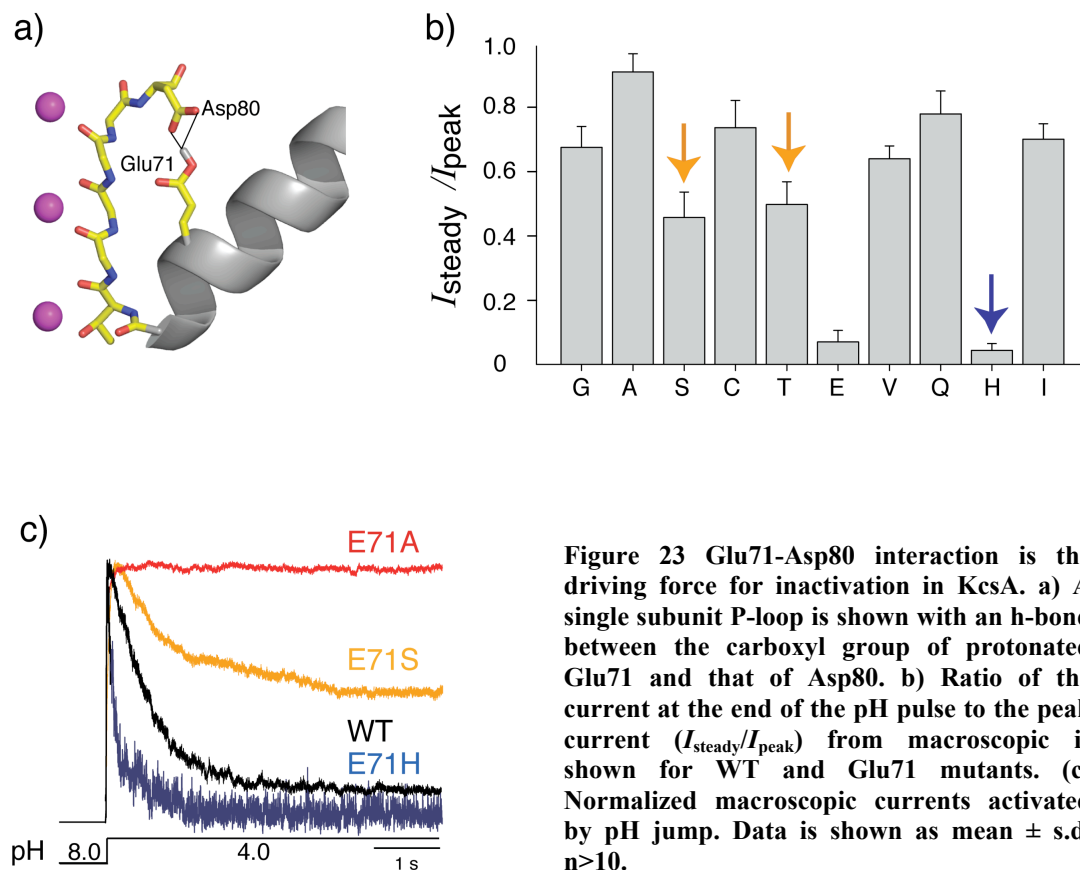 a)
Asp80
Glu71
b)
Isteady /Ipeak
1.0
0.8
0.6
0.4
0.2
0
G A S C T E V Q H I
c)
E71A
E71S
WT
E71H
pH 8.0 4.0
1 s
Figure 23 Glu71-Asp80 interaction is th
driving force for inactivation in KcsA. a) A
single subunit P-loop is shown with an h-bon
between the carboxyl group of protonate
Glu71 and that of Asp80. b) Ratio of th
current at the end of the pH pulse to the peak
current (Isteady/Ipeak) from macroscopic i
shown for WT and Glu71 mutants. (c
Normalized macroscopic currents activated
by pH jump. Data is shown as mean ± s.d
n>10.